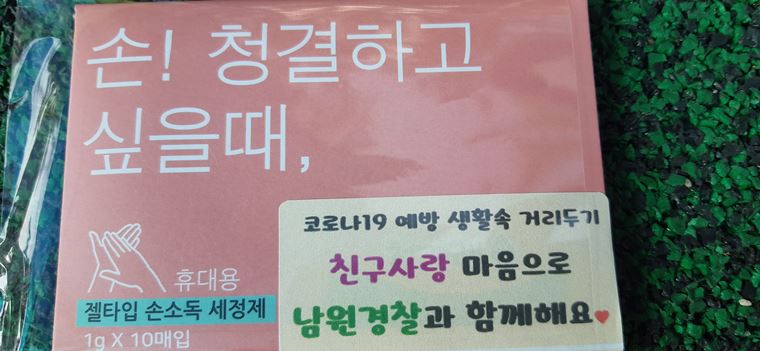 손! 청결하고
싶을때,
휴대용
젤타입 손소독 세정제
1g X 10매입
코로나19 예방 생활속 거리두기
친구사랑 마음으로
남원경찰과 함께해요♥